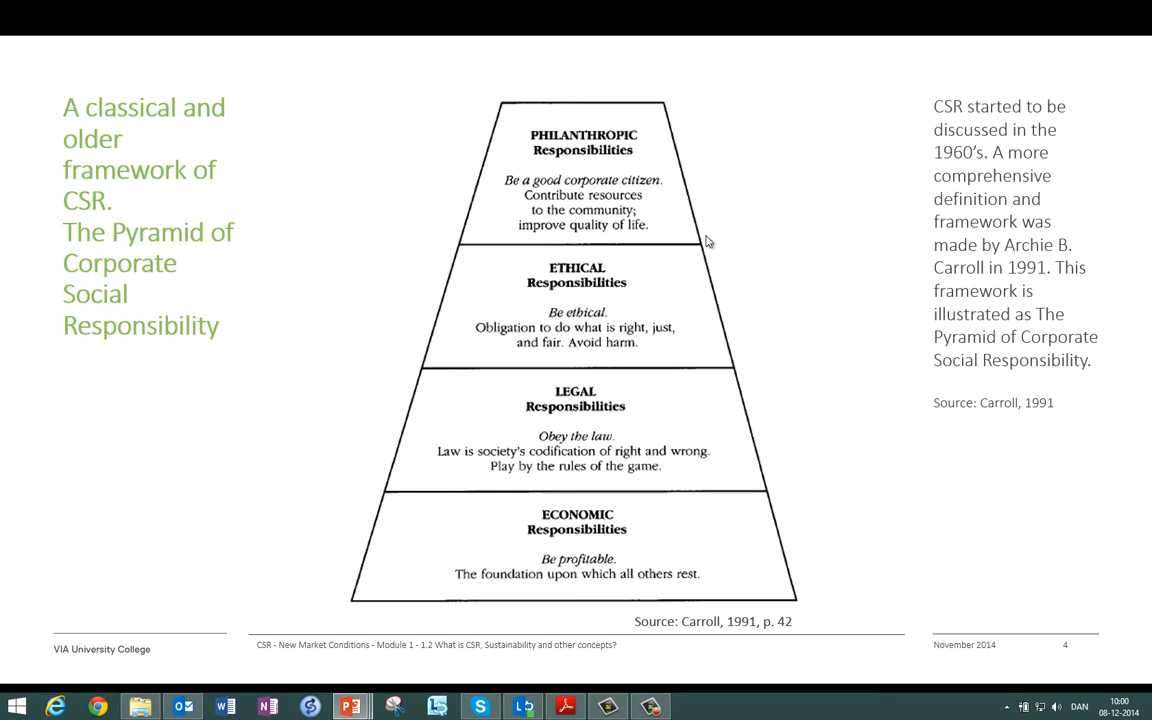 A classical and
older
framework of
CSR.
The Pyramid of
Corporate
Social
Responsibility
PHILANTHROPIC
Responsibilities
Be a good corporate citizen.
Contribute resources
to the community;
improve quality of life.
ETHICAL
Responsibilities
Be ethical.
Obligation to do what is right, just,
and fair. Avoid harm.
LEGAL
Responsibilities
Obey the law.
Law is society's codification of right and wrong.
Play by the rules of the game.
ECONOMIC
Responsibilities
Be profitable.
The foundation upon which all others rest.
Source: Carroll, 1991, p. 42
CSR started to be
discussed in the
1960's. A more
comprehensive
definition and
framework was
made by Archie B.
Carroll in 1991. This
framework is
illustrated as The
Pyramid of Corporate
Social Responsibility.
Source: Carroll, 1991
VIA University College
CSR - New Market Conditions - Module 1 - 1.2 What is CSR, Sustainability and other concepts?
November 2014
4
DAN
10:00
08-12-2014